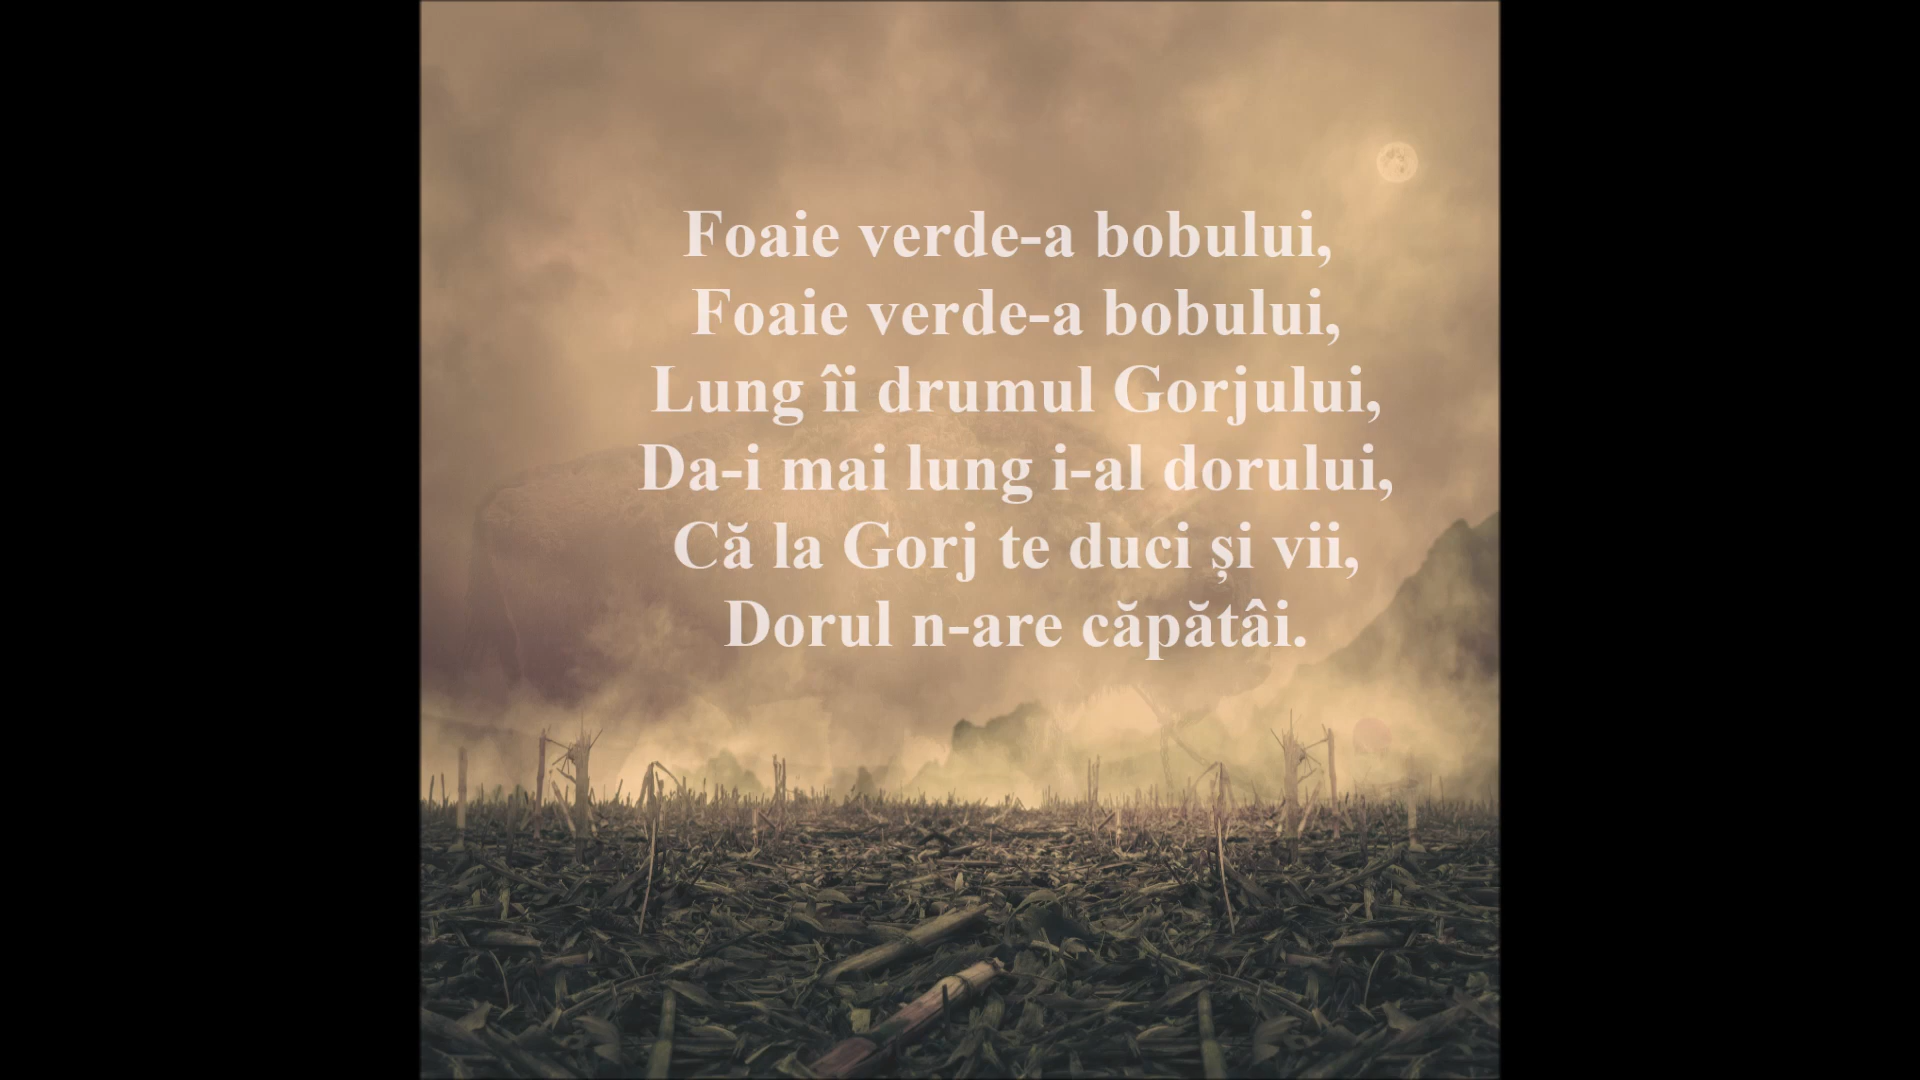 Foaie verde-a bobului,
Foaie verde-a bobului,
Lung îi drumul Gorjului,
Da-i mai lung i-al dorului,
Că la Gorj te duci și vii,
Dorul n-are căpătâi.